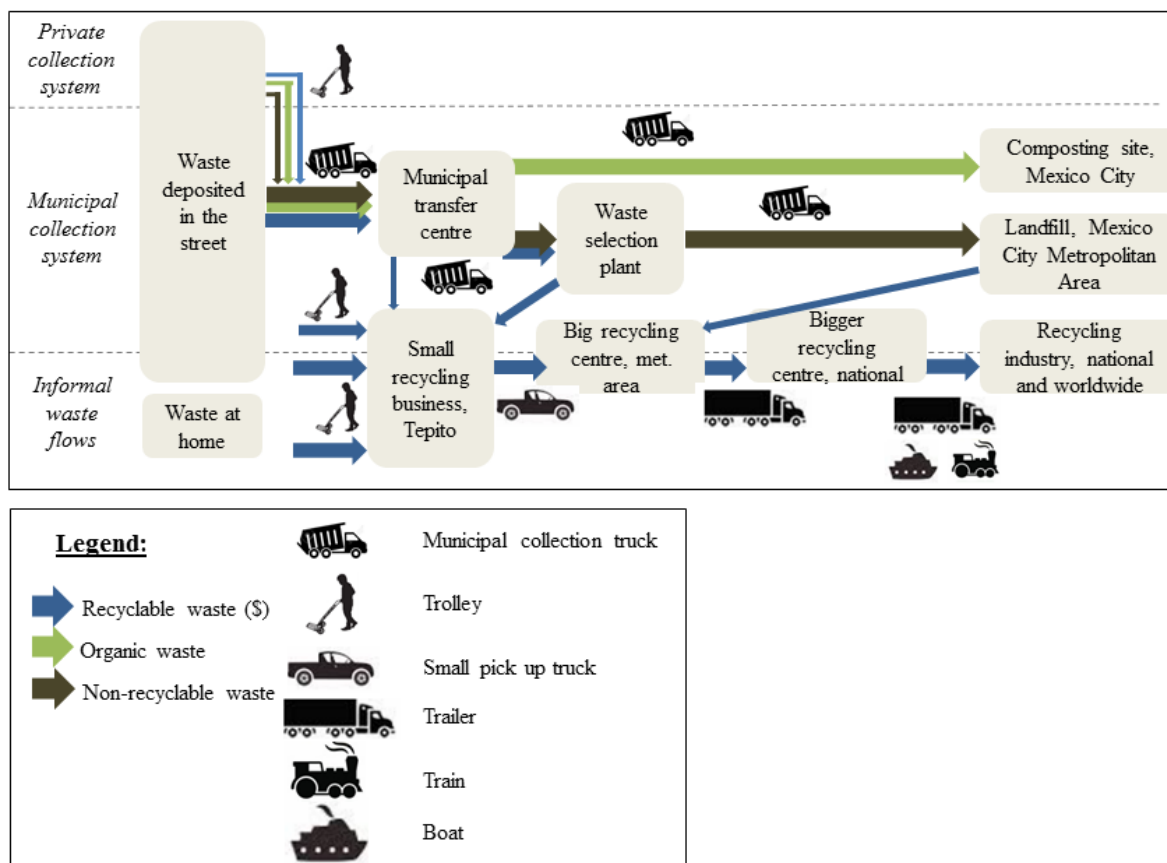 Private
collection
system
Municipal
collection
system
Informal
waste
flows
Waste
deposited
in the
street
Waste at
home
Municipal
transfer
centre
Waste
selection
plant
Composting site,
Mexico City
Landfill, Mexico
City Metropolitan
Area
Small
recycling
business,
Tepito
Big recycling
centre, met.
area
Bigger
recycling
centre, national
Recycling
industry, national
and worldwide
Legend:
Recyclable waste ($)
Organic waste
Non-recyclable waste
Municipal collection truck
Trolley
Small pick up truck
Trailer
Train
Boat